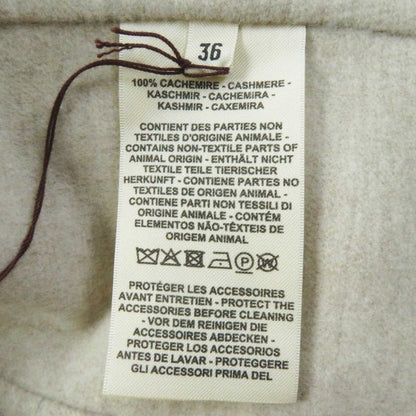 36
100% CACHEMIRE - CASHMERE -
KASCHMIR - CACHEMIRA -
KASHMIR - CAXEMIRA
CONTIENT DES PARTIES NON
TEXTILES D'ORIGINE ANIMALE -
CONTAINS NON-TEXTILE PARTS OF
ANIMAL ORIGIN - ENTHÄLT NICHT
TEXTILE TEILE TIERISCHER
HERKUNFT - CONTIENE PARTES NO
TEXTILES DE ORIGEN ANIMAL -
CONTIENE PARTI NON TESSILI DI
ORIGINE ANIMALE - CONTÉM
ELEMENTOS NÃO-TÊXTEIS DE
ORIGEM ANIMAL
P
PROTÉGER LES ACCESSOIRES
AVANT ENTRETIEN - PROTECT THE
ACCESSORIES BEFORE CLEANING
- VOR DEM REINIGEN DIE
ACCESSOIRES ABDECKEN -
PROTEGER LOS ACCESORIOS
ANTES DE LAVAR - PROTEGGERE
GLI ACCESSORI PRIMA DEL